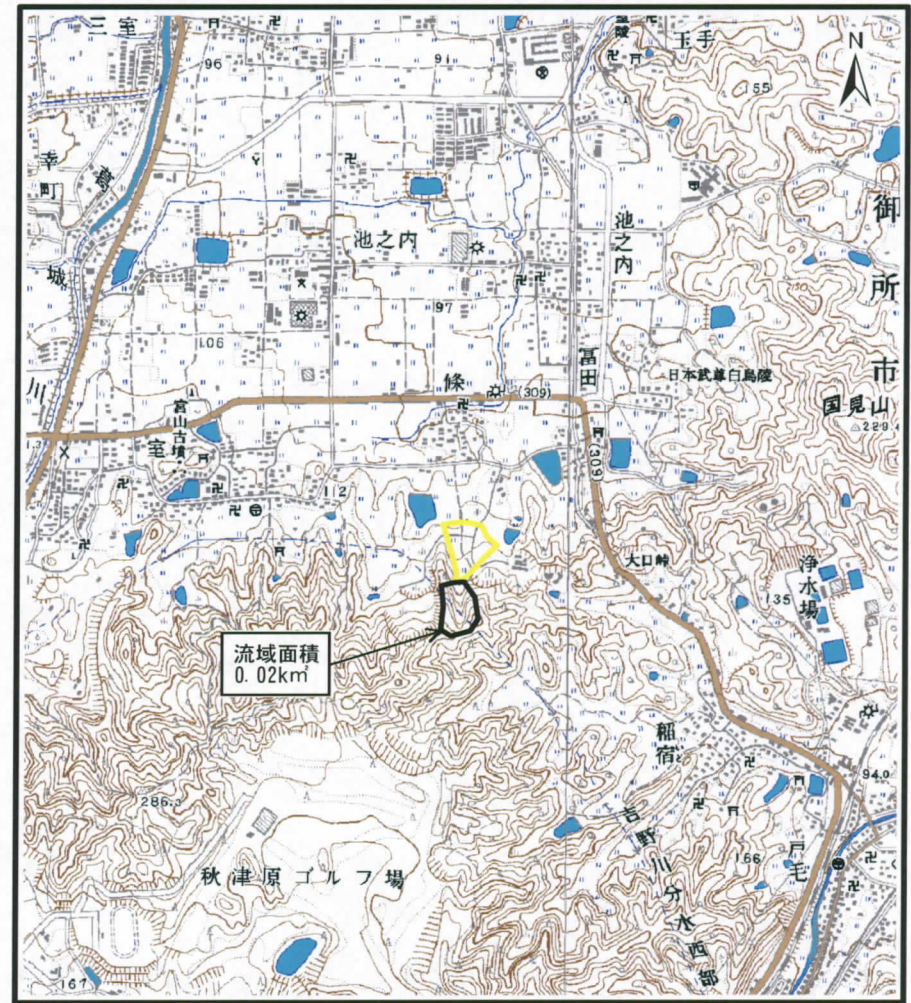 三室
96
91
玉手
N
155
幸町
葛
城
川
池之内
池之内
御
所
市
97
106
冨田
日本武尊白鳥陵
国見山
229.4
條
(309)
(309)
宮山古墳
室
112
大口峠
浄水場
135
流域面積
0.02km²
稲宿
94.0
286.3
吉野川分水西部
166
戸毛
秋津原ゴルフ場
167